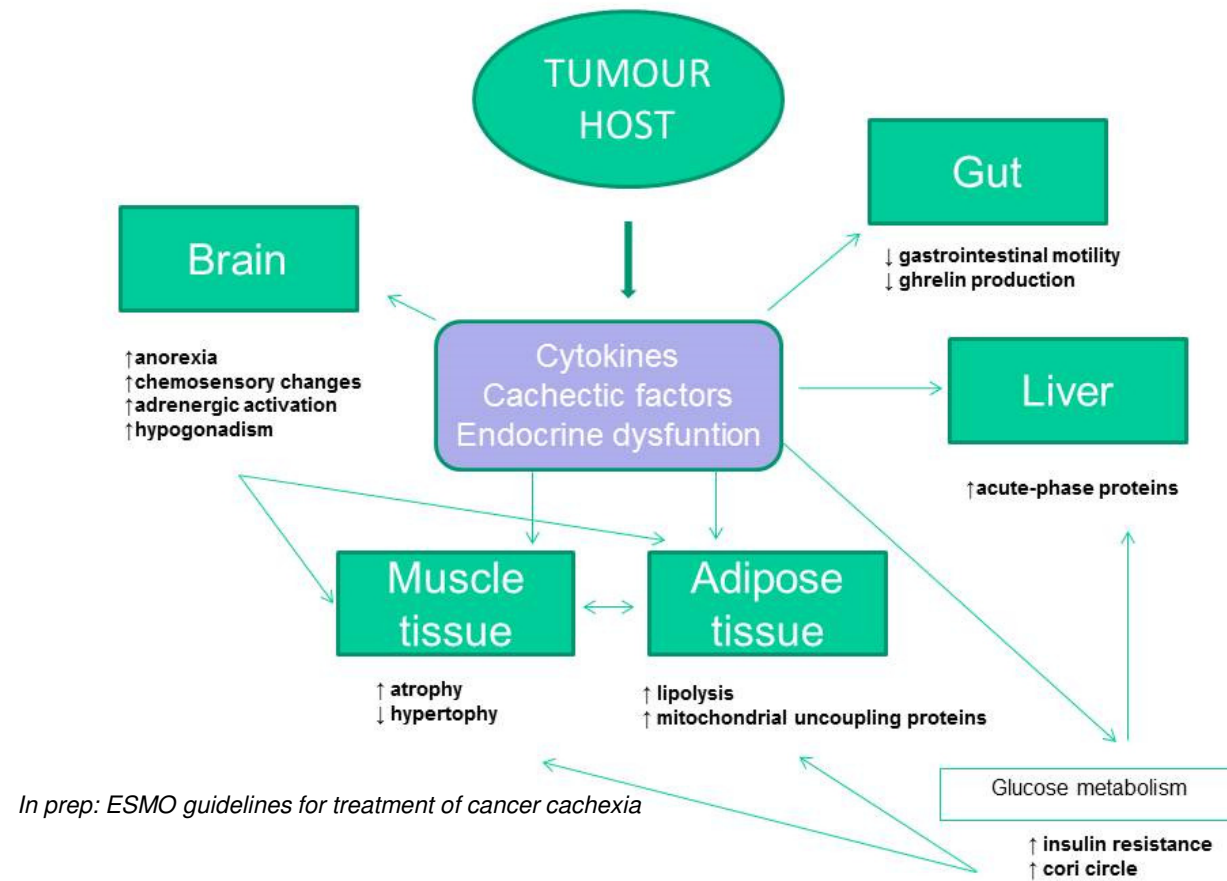 TUMOUR
HOST
Gut
↓ gastrointestinal motility
↓ ghrelin production
Brain
↑anorexia
↑chemosensory changes
↑adrenergic activation
↑hypogonadism
Cytokines
Cachectic factors
Endocrine dysfuntion
Liver
↑acute-phase proteins
Muscle
tissue
↑ atrophy
↓ hypertophy
Adipose
tissue
↑ lipolysis
↑ mitochondrial uncoupling proteins
Glucose metabolism
↑ insulin resistance
↑ cori circle
In prep: ESMO guidelines for treatment of cancer cachexia